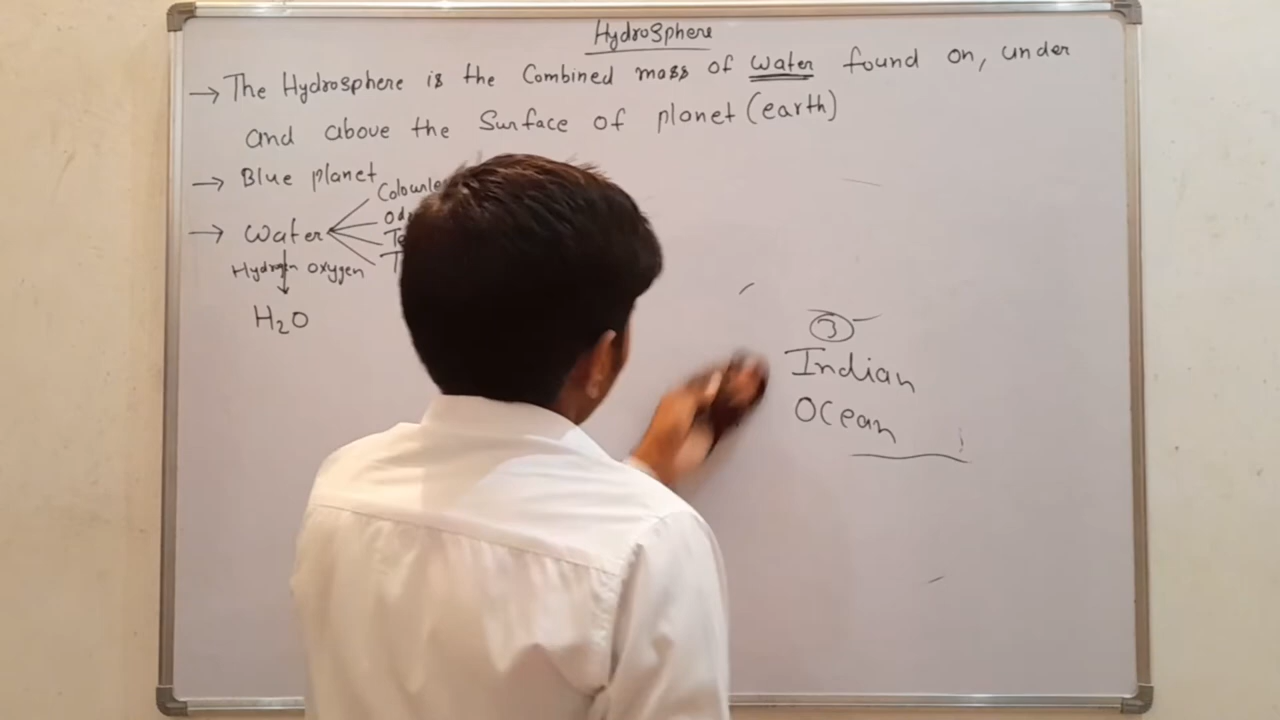 Hydrosphere
→ The Hydrosphere is the Combined mass of water found on, under
and above the Surface of planet (earth)
→ Blue planet
→ Water
Hydrogen Oxygen
H₂O
3
Indian
Ocean